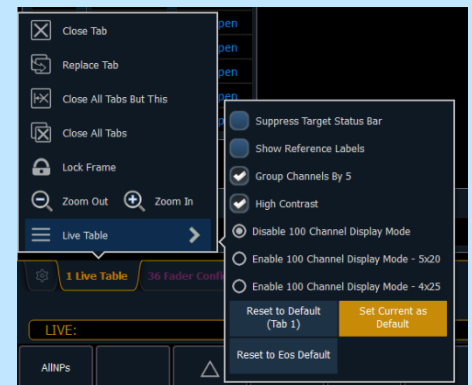 pen
pen
pen
p
Close Tab
Replace Tab
Close All Tabs But This
Close All Tabs
Lock Frame
Zoom Out Zoom In
Live Table
Suppress Target Status Bar
Show Reference Labels
Group Channels By 5
High Contrast
Disable 100 Channel Display Mode
Enable 100 Channel Display Mode - 5x20
Enable 100 Channel Display Mode - 4x25
Reset to Default
(Tab 1)
Set Current as
Default
Reset to Eos Default
1 Live Table 36 Fader Confi
LIVE:
AllNPs